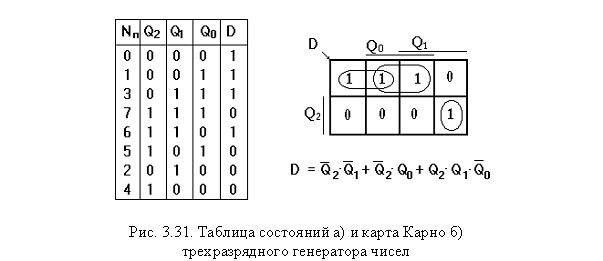 Nₙ Q₂ Q₁ Q₀ D
0 0 0 0 1
1 0 0 1 1
3 0 1 1 1
7 1 1 1 0
6 1 1 0 1
5 1 0 1 0
2 0 1 0 0
4 1 0 0 0
D Q₀ Q₁
1 1 1 0
Q₂ 0 0 0 1
D = Q̅₂·Q̅₁ + Q̅₂·Q₀ + Q₂·Q₁·Q̅₀
Рис. 3.31. Таблица состояний а) и карта Карно б)
трехразрядного генератора чисел